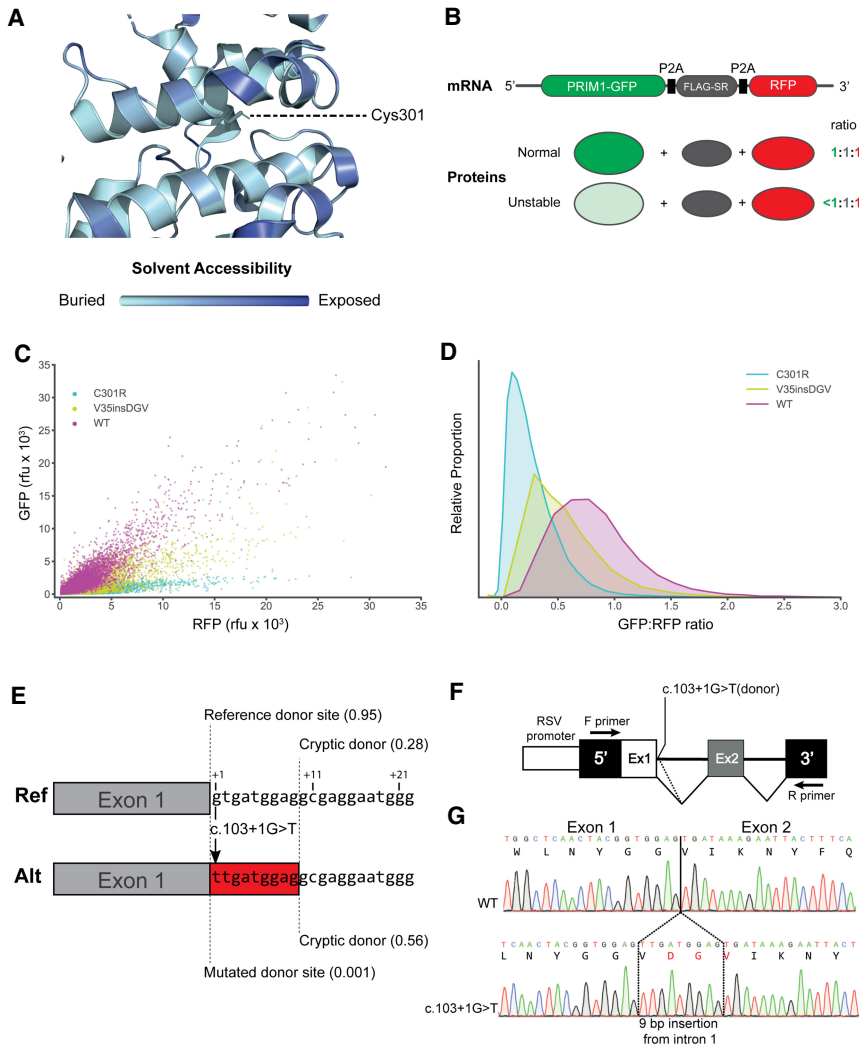 A
Cys301
Solvent Accessibility
Buried
Exposed
B
P2A
P2A
mRNA
5'
PRIM1-GFP
FLAG-SR
RFP
3'
ratio
Normal
+
+
1:1:1
Proteins
Unstable
+
+
<1:1:1
C
35
30
25
20
15
10
5
0
GFP (rfu x 10³)
C301R
V35insDGV
WT
0
5
10
15
20
25
30
35
RFP (rfu x 10³)
D
Relative Proportion
C301R
V35insDGV
WT
0.0
0.5
1.0
1.5
2.0
2.5
3.0
GFP:RFP ratio
E
Reference donor site (0.95)
Cryptic donor (0.28)
+1
+11
+21
Ref
Exon 1
gtgatggaggcgaggaatggg
c.103+1G>T
Alt
Exon 1
ttgatggaggcgaggaatggg
Cryptic donor (0.56)
Mutated donor site (0.001)
F
c.103+1G>T(donor)
RSV
promoter
F primer
5'
Ex1
Ex2
3'
R primer
G
Exon 1
Exon 2
TGGCTCAACTACGGTGGAGTGATAAAGAATTACTTTCA
W L N Y G G V I K N Y F Q
WT
TCAACTACGGTGGAGTTGATGGAGTGATAAAGAATTACT
L N Y G G V D G V I K N Y
c.103+1G>T
9 bp insertion
from intron 1